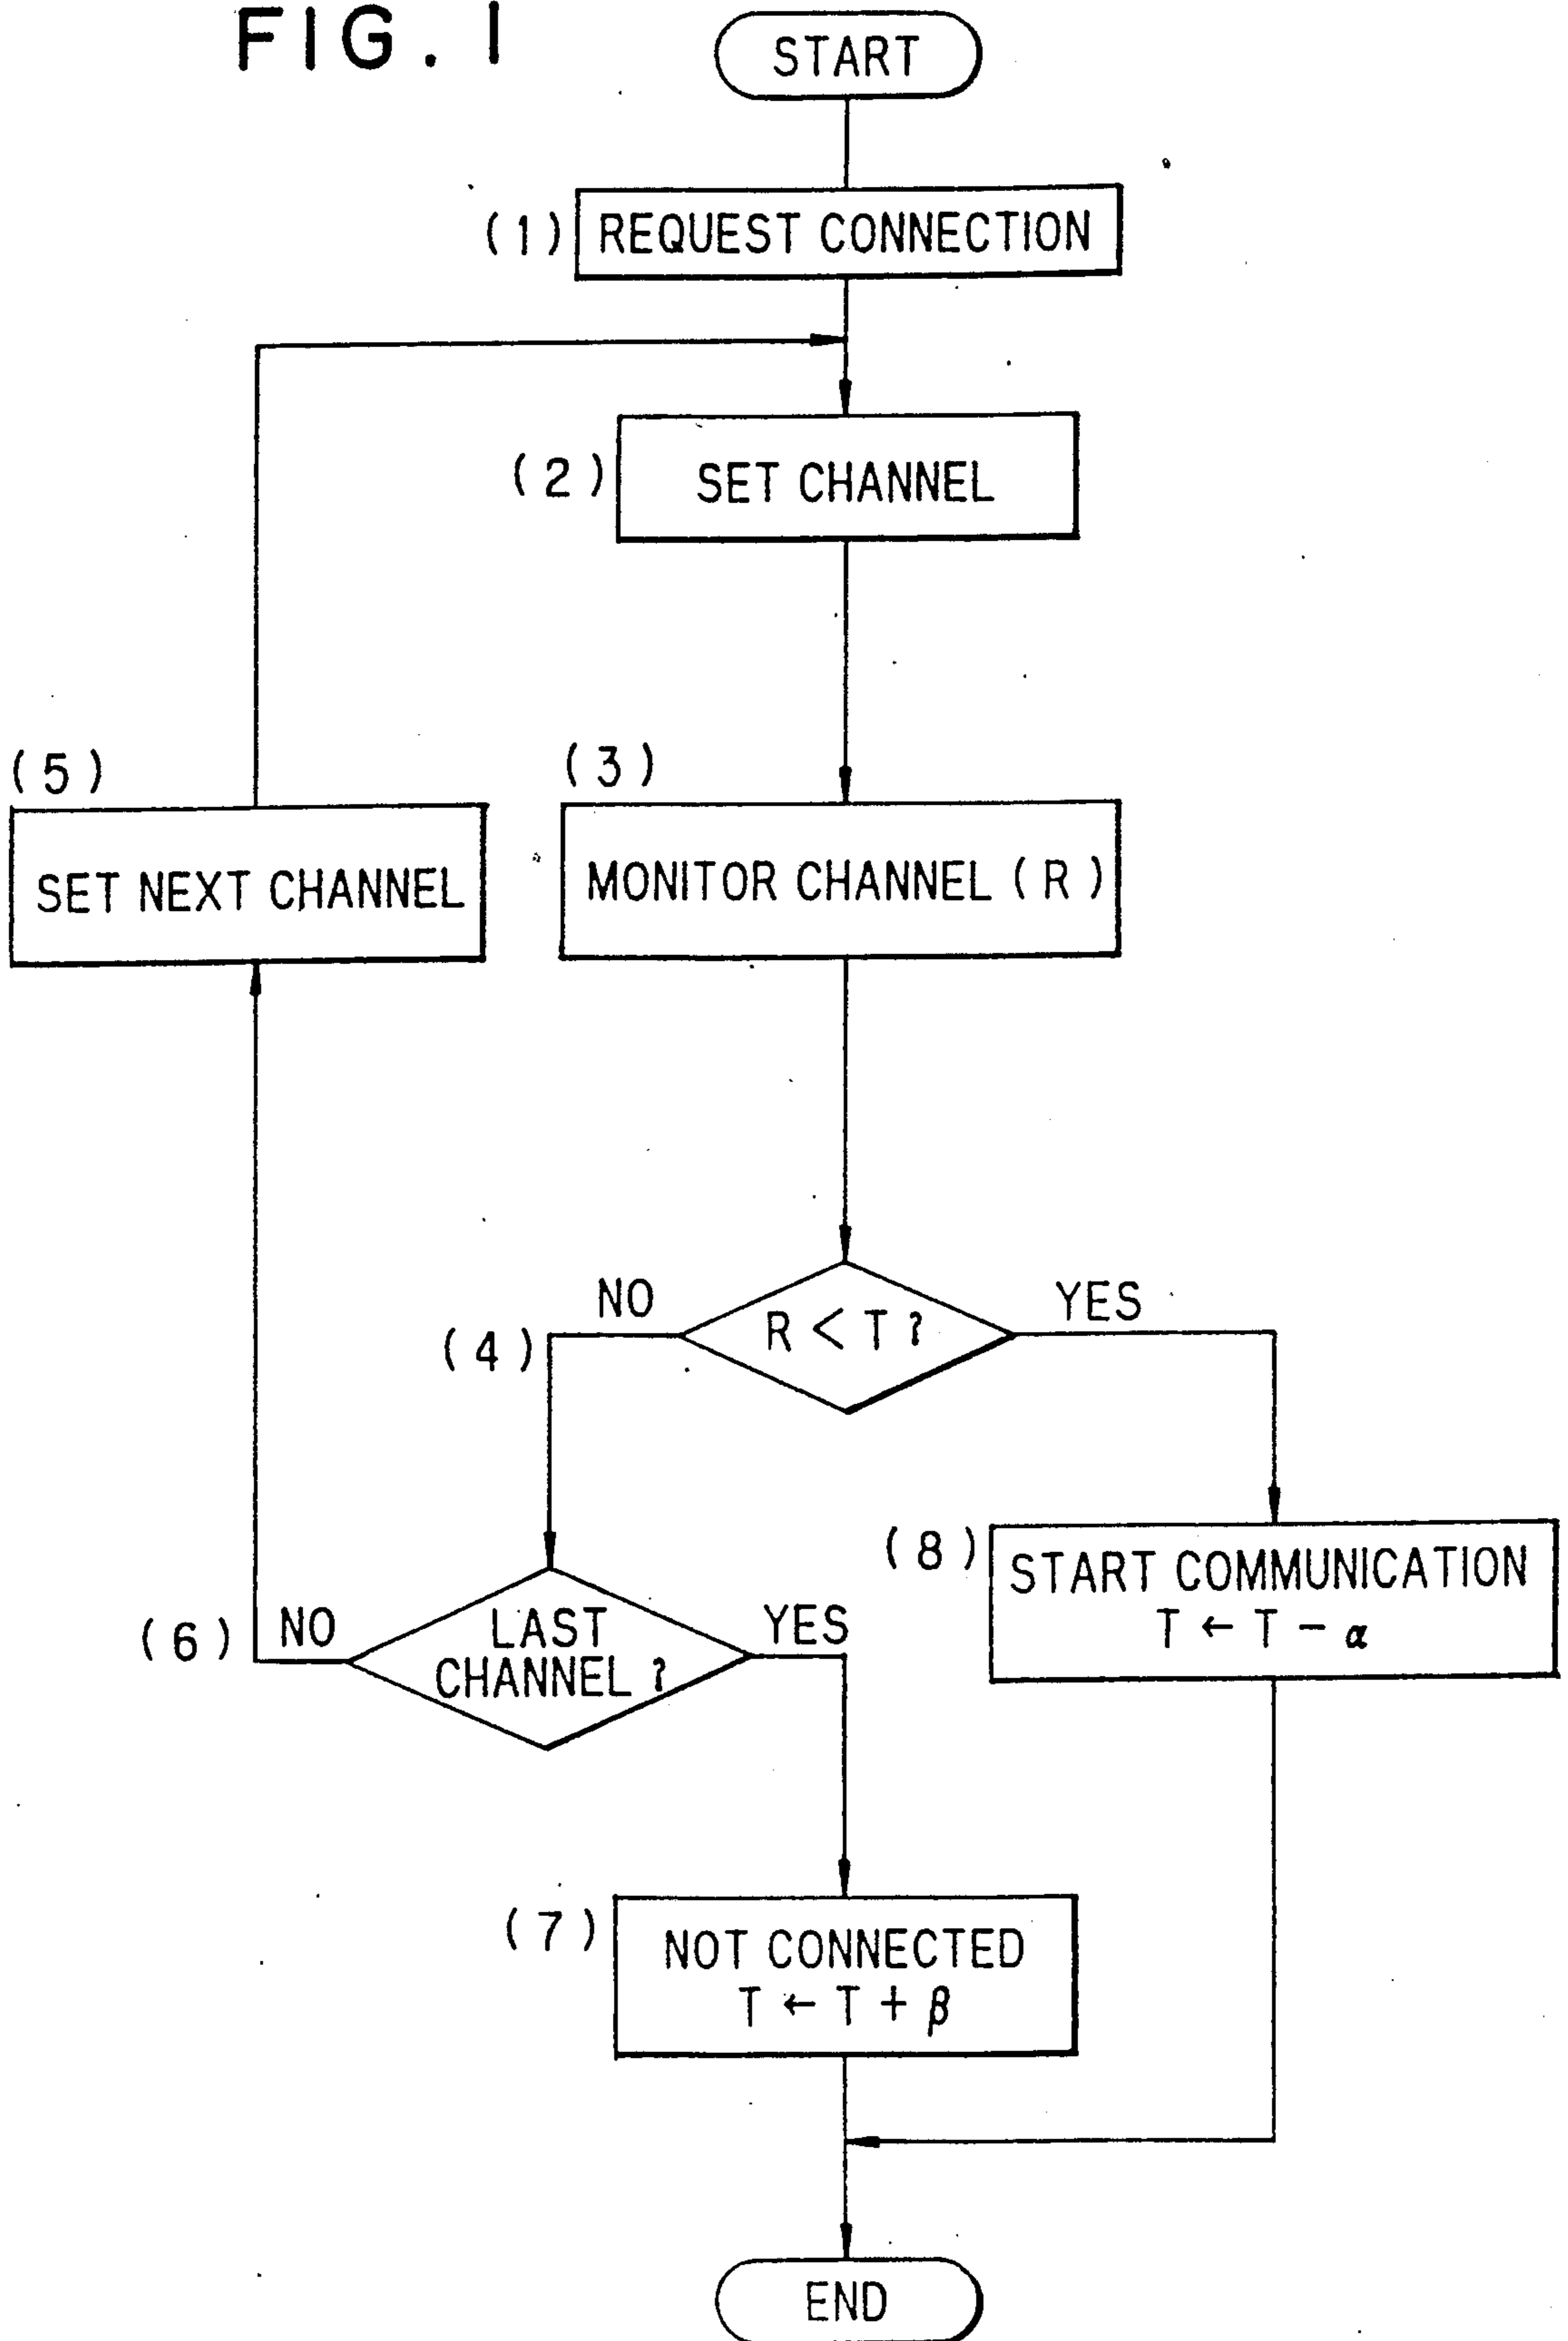 FIG. 1
START
(1) REQUEST CONNECTION
(2) SET CHANNEL
(5)
SET NEXT CHANNEL
(3)
MONITOR CHANNEL (R)
NO
R < T ?
YES
(4)
(8)
START COMMUNICATION
T ← T - α
(6) NO
LAST
CHANNEL ?
YES
(7)
NOT CONNECTED
T ← T + β
END